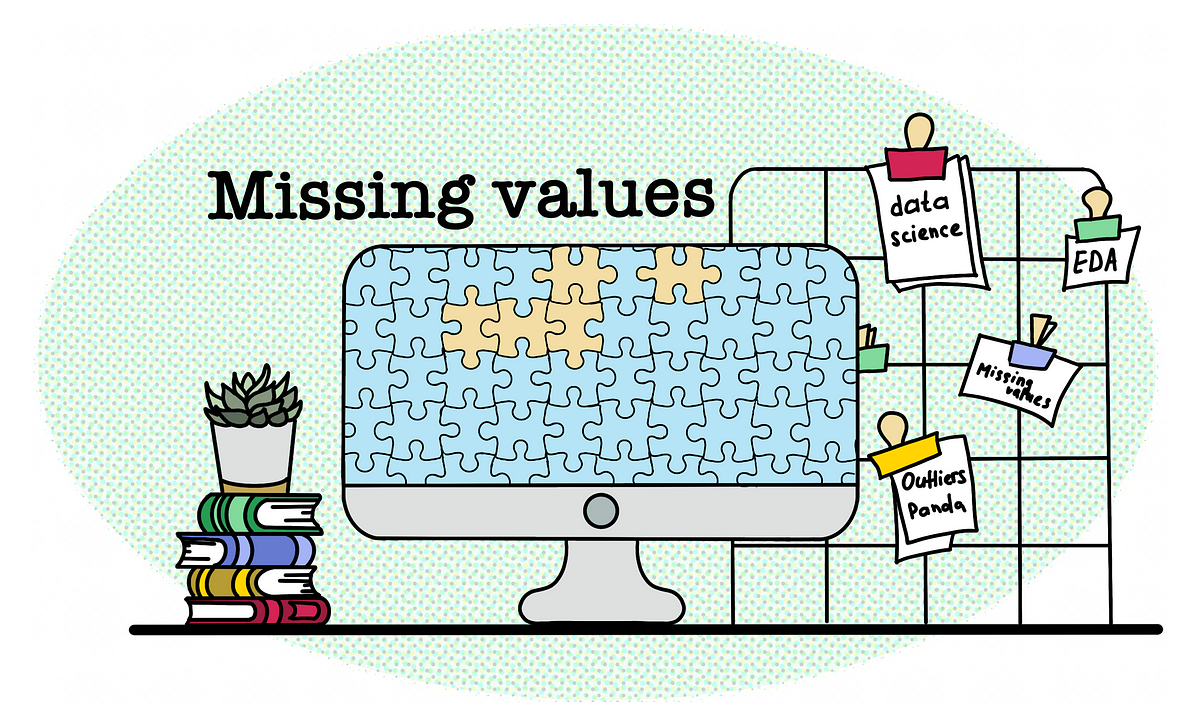 Missing values
data
science
EDA
Missing
values
Outliers
Panda